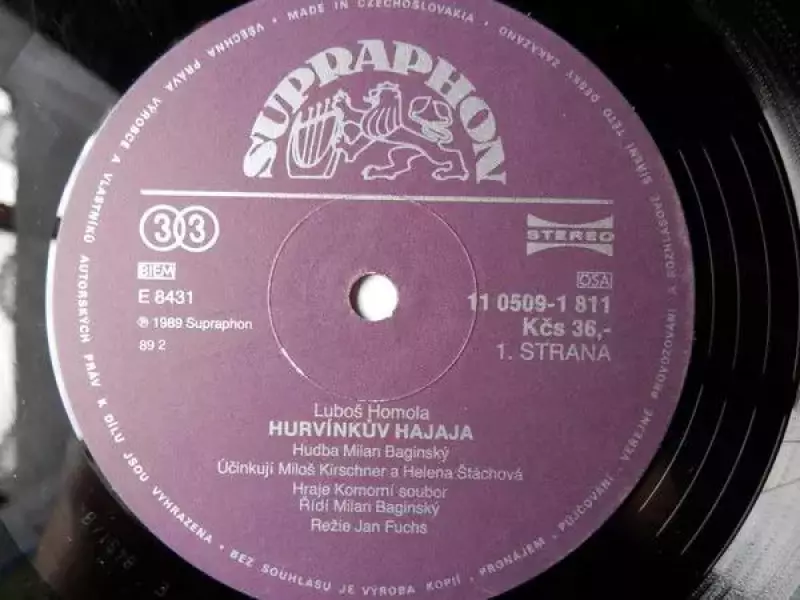 VŠECHNA PRÁVA VÝROBCE A VLASTNÍKŮ AUTORSKÝCH PRÁV K DÍLU JSOU VYHRAZENA • BEZ SOUHLASU JE VÝROBA KOPIÍ • PRONÁJEM • PŮJČOVÁNÍ • VEŘEJNÉ PROVOZOVÁNÍ A ROZHLASOVÉ ŠÍŘENÍ TÉTO DESKY ZAKÁZÁNO • MADE IN CZECHOSLOVAKIA •
SUPRAPHON
33
STEREO
BIEM
OSA
E 8431
11 0509-1 811
℗ 1989 Supraphon
Kčs 36,-
89 2
1. STRANA
Luboš Homola
HURVÍNKŮV HAJAJA
Hudba Milan Baginský
Účinkují Miloš Kirschner a Helena Štáchová
Hraje Komorní soubor
Řídí Milan Baginský
Režie Jan Fuchs